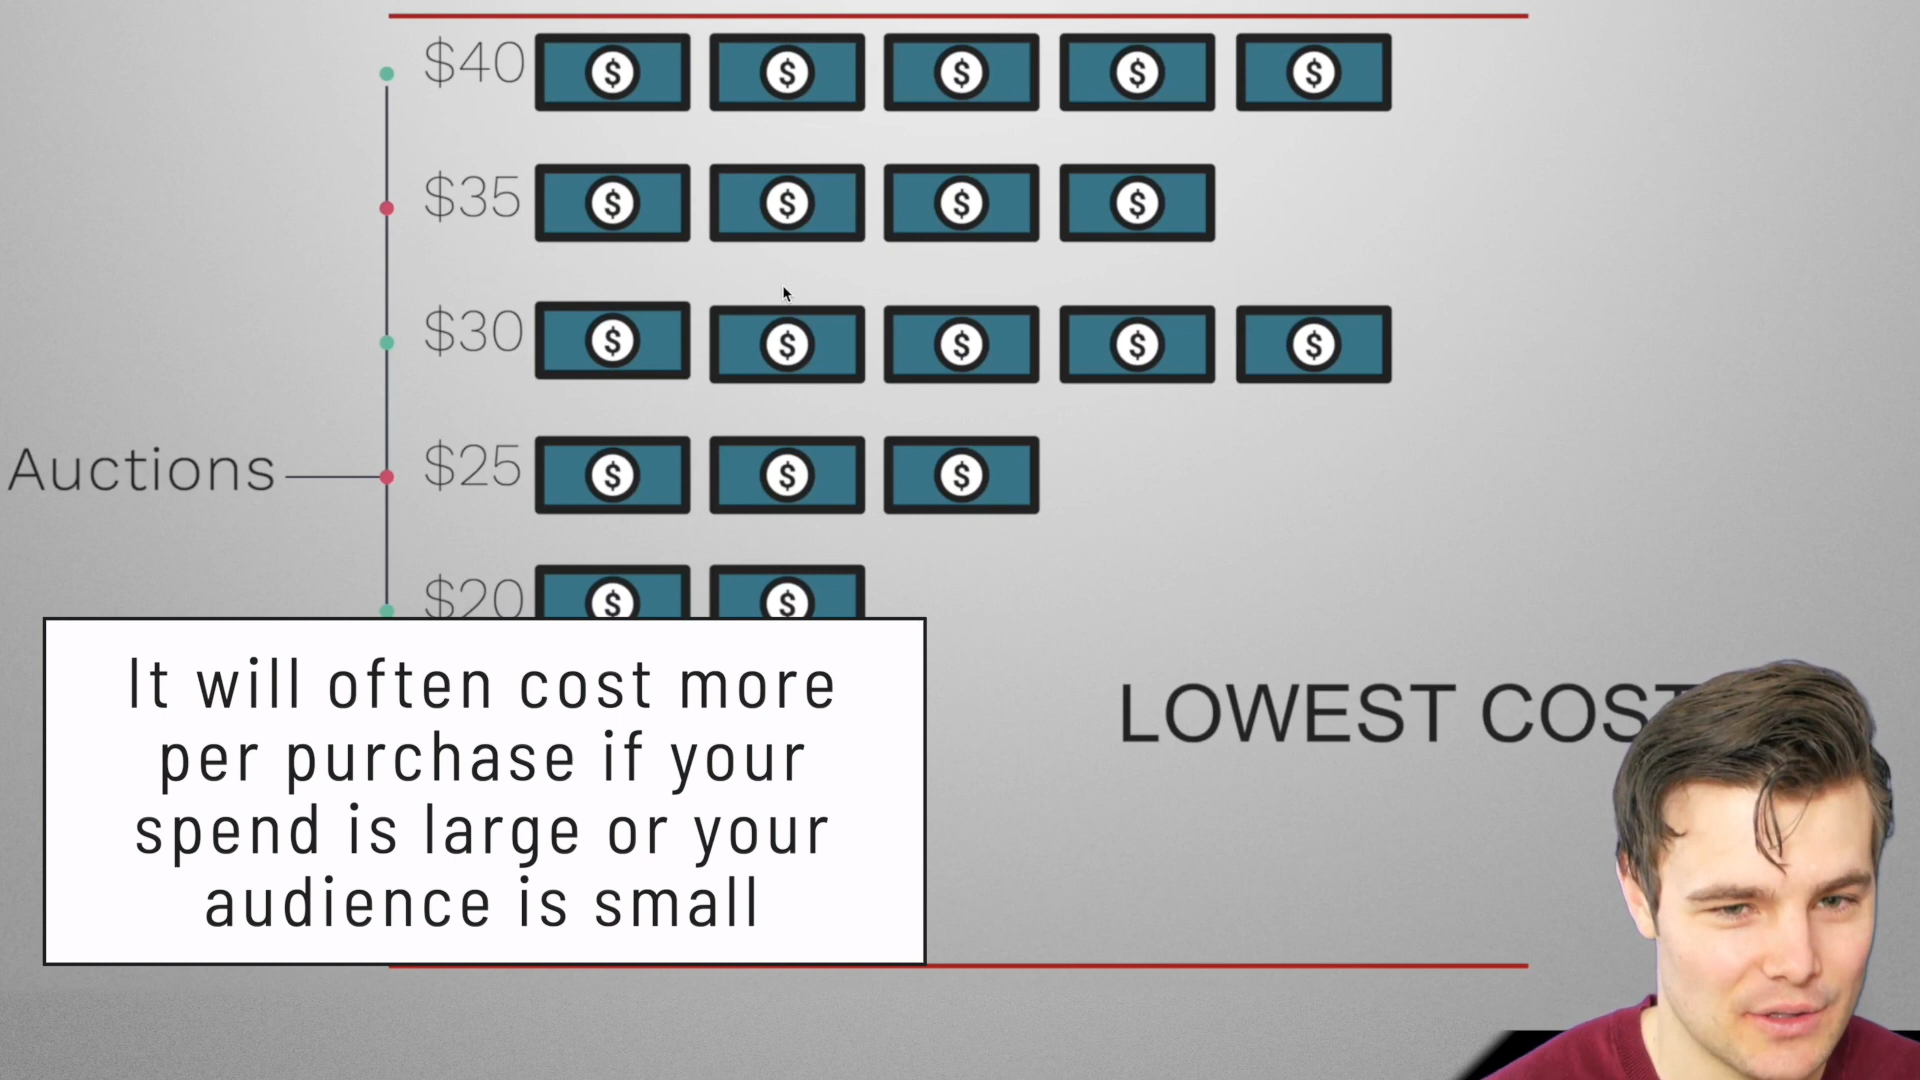 $40 $ $ $ $ $
$35 $ $ $ $
$30 $ $ $ $ $
Auctions $25 $ $ $
$20 $ $
It will often cost more
per purchase if your
spend is large or your
audience is small
LOWEST COST